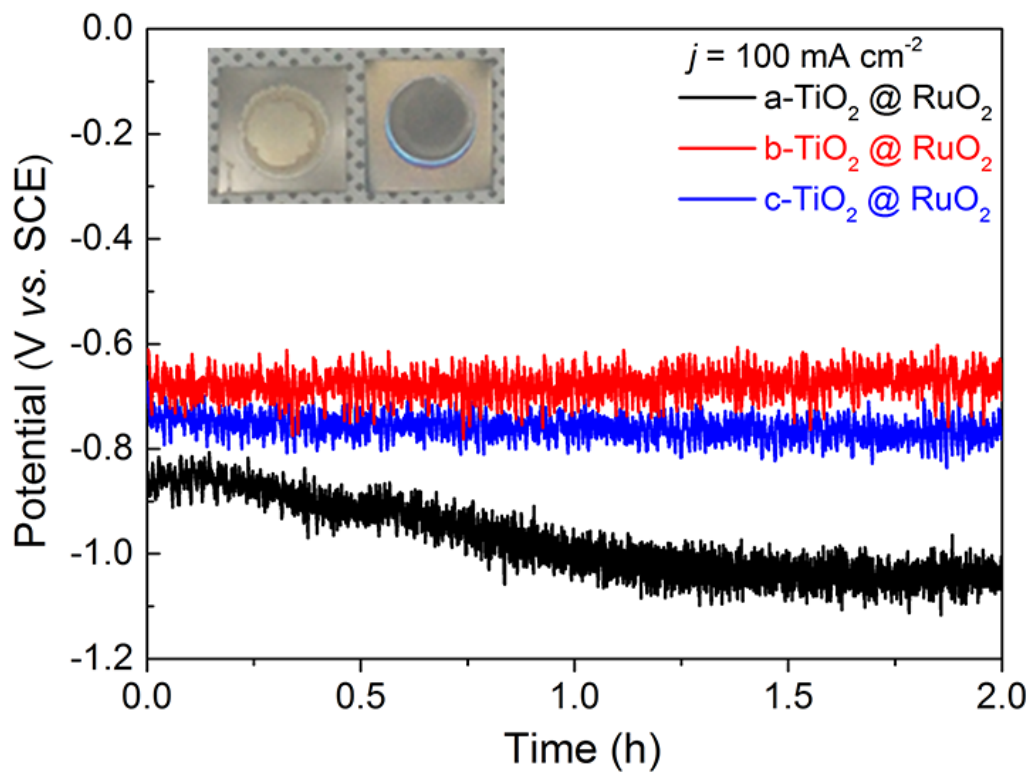 0.0
-0.2
-0.4
-0.6
-0.8
-1.0
-1.2
Potential (V vs. SCE)
j = 100 mA cm⁻²
a-TiO₂ @ RuO₂
b-TiO₂ @ RuO₂
c-TiO₂ @ RuO₂
0.0 0.5 1.0 1.5 2.0
Time (h)